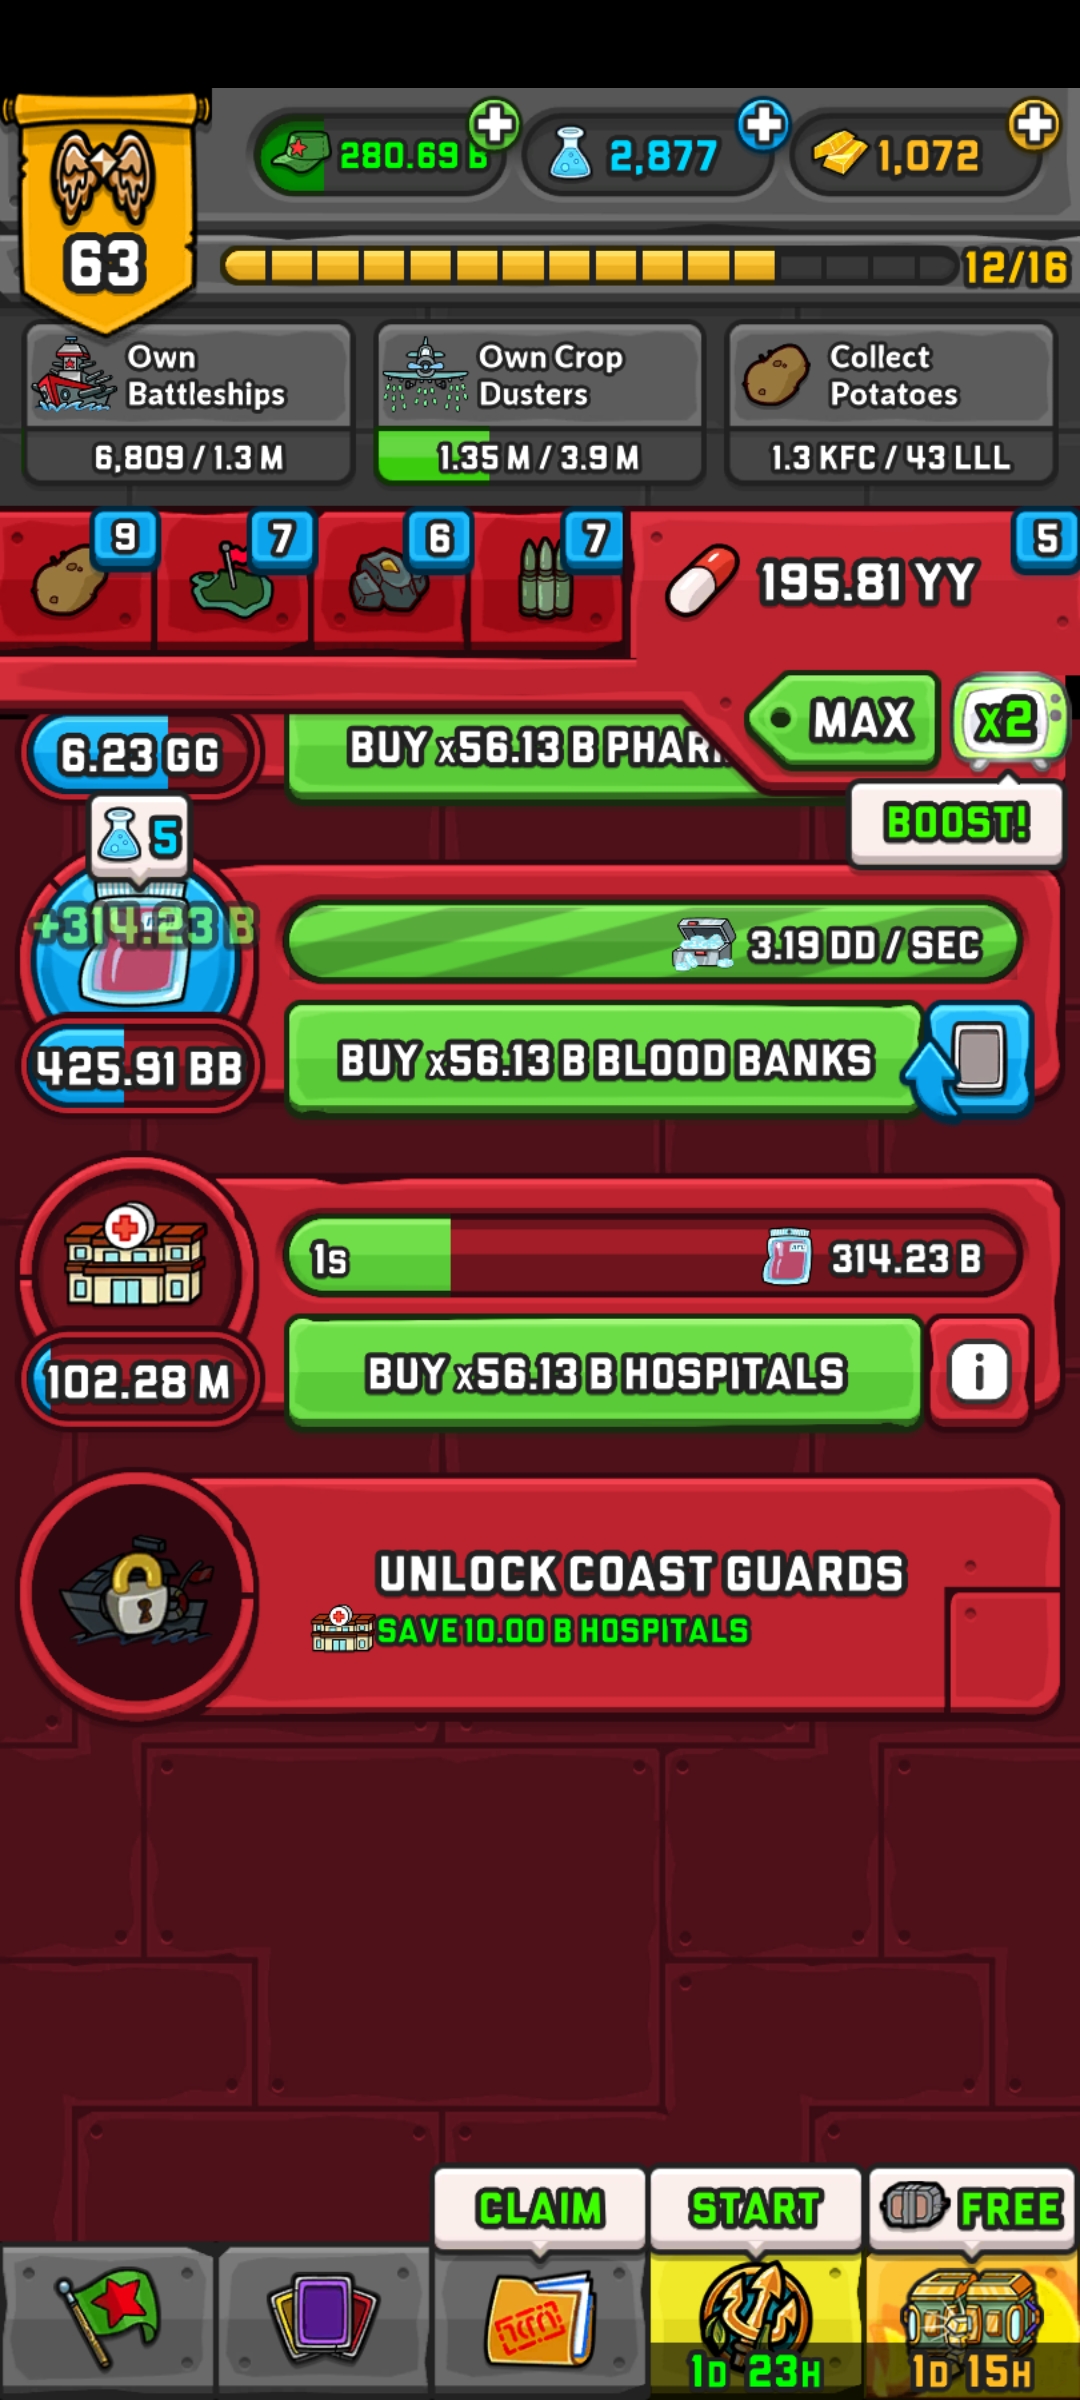 280.69 B
2,877
1,072
63
12/16
Own
Battleships
6,809 / 1.3 M
Own Crop
Dusters
1.35 M / 3.9 M
Collect
Potatoes
1.3 KFC / 43 LLL
9
7
6
7
5
195.81 YY
MAX
x2
BOOST!
6.23 GG
BUY x56.13 B PHAR
5
+314.23 B
3.19 DD / SEC
425.91 BB
BUY x56.13 B BLOOD BANKS
1s
314.23 B
102.28 M
BUY x56.13 B HOSPITALS
i
UNLOCK COAST GUARDS
SAVE 10.00 B HOSPITALS
CLAIM
START
FREE
1D 23H
1D 15H